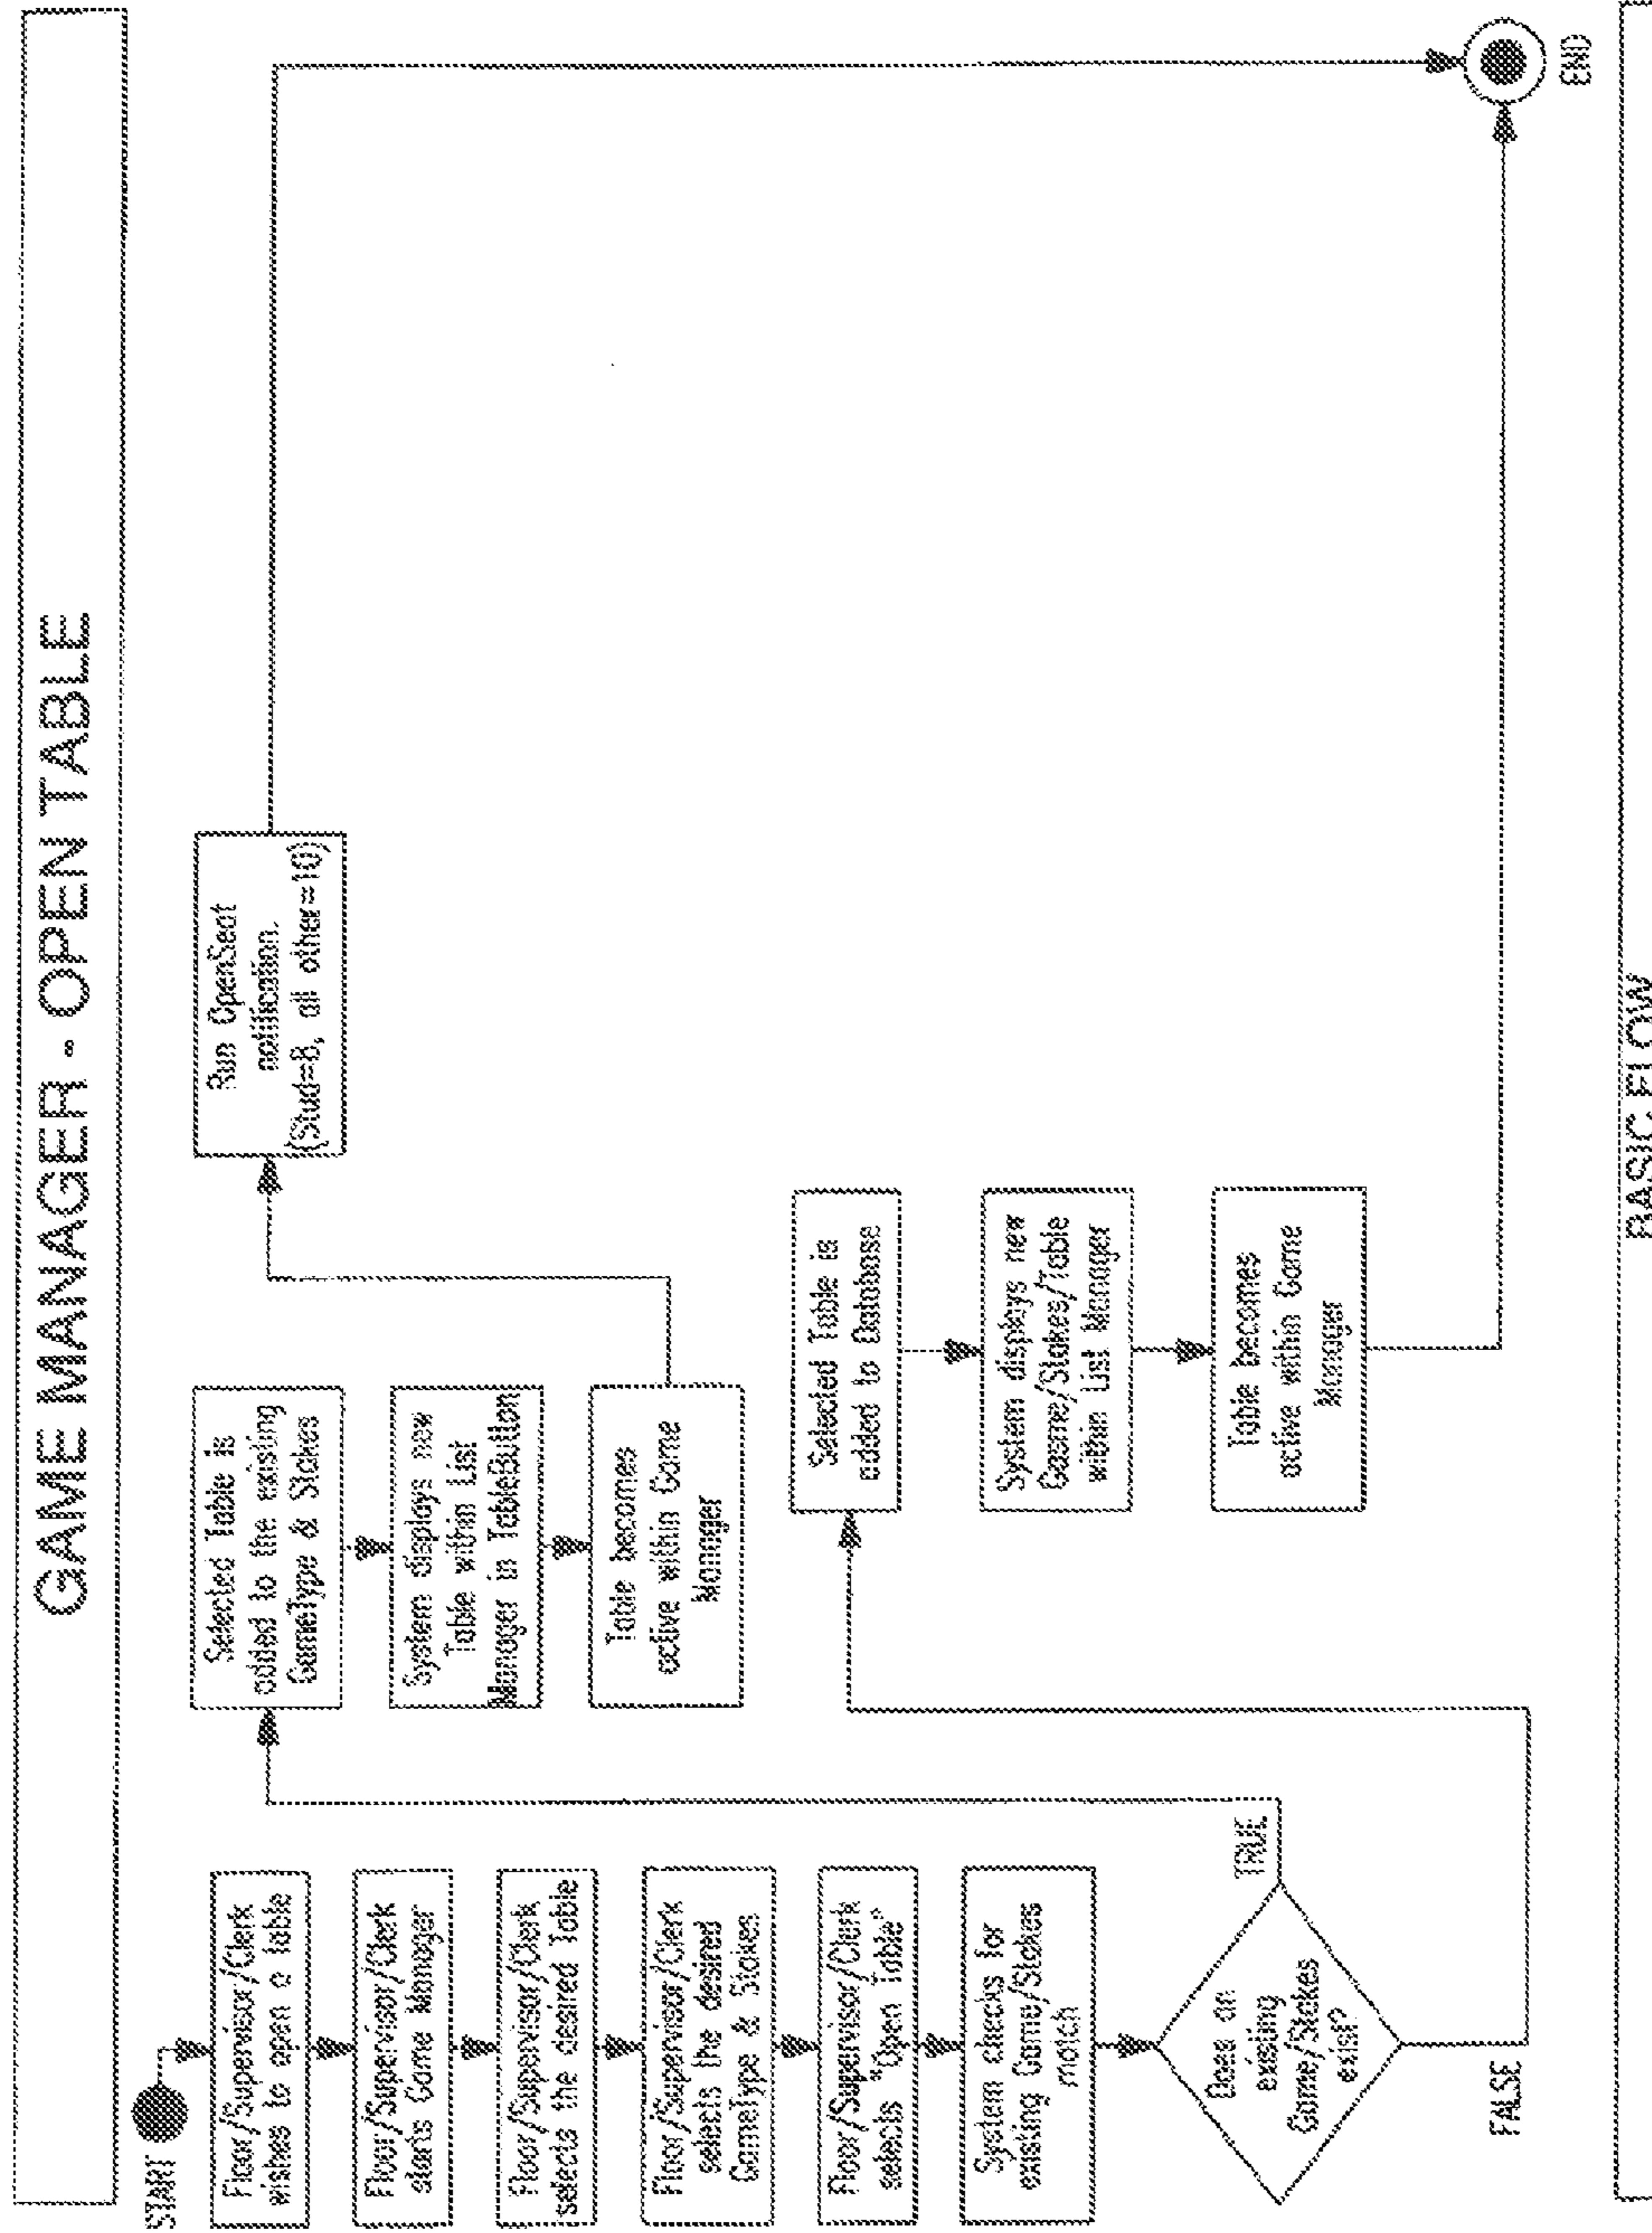 GAME MANAGER - OPEN TABLE
START
Floor/Supervisor/Clerk
wishes to open a table
Floor/Supervisor/Clerk
starts Game Manager
Floor/Supervisor/Clerk
selects the desired Table
Floor/Supervisor/Clerk
selects the desired
GameType & Stakes
Floor/Supervisor/Clerk
selects "Open Table"
System checks for
existing Game/Stakes
match
Does an
existing
Game/Stakes
exist?
TRUE
FALSE
Selected Table is
added to the existing
GameType & Stakes
System displays new
Table within List
Manager in TableButton
Table becomes
active within Game
Manager
Run OpenSeat
notification.
(Stud=8, all other=10)
Selected Table is
added to Database
System displays new
Gasme/Stakes/Table
within List Manager
Table becomes
active within Game
Manager
END
BASIC FLOW